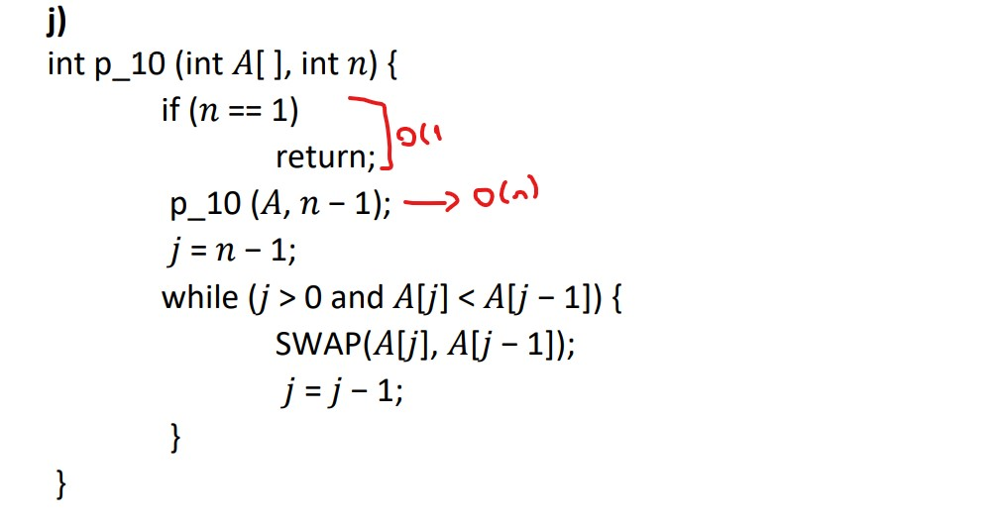 j)
int p_10 (int A[ ], int n) {
if (n == 1)
O(1
return;
p_10 (A, n – 1); → O(n)
j = n – 1;
while (j > 0 and A[j] < A[j – 1]) {
SWAP(A[j], A[j – 1]);
j = j – 1;
}
}